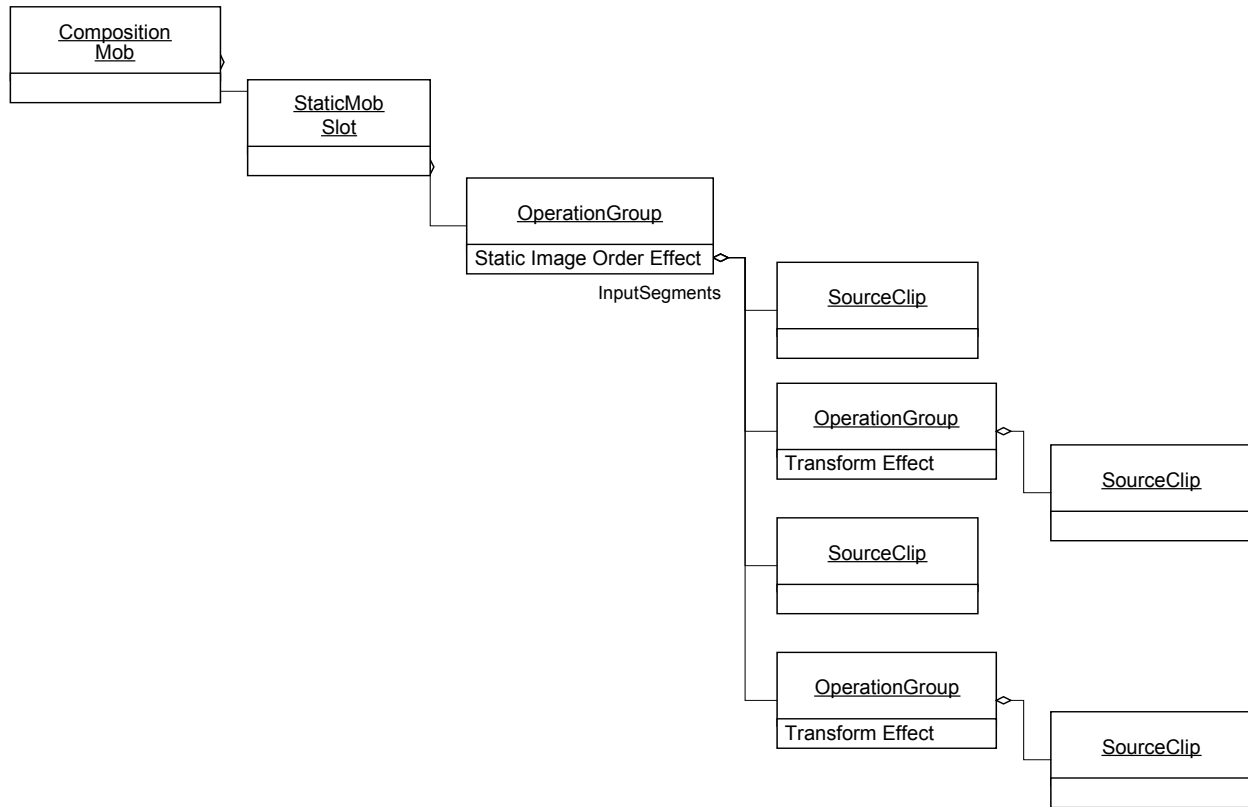 Composition
Mob
StaticMob
Slot
OperationGroup
Static Image Order Effect
InputSegments
SourceClip
OperationGroup
Transform Effect
SourceClip
SourceClip
OperationGroup
Transform Effect
SourceClip